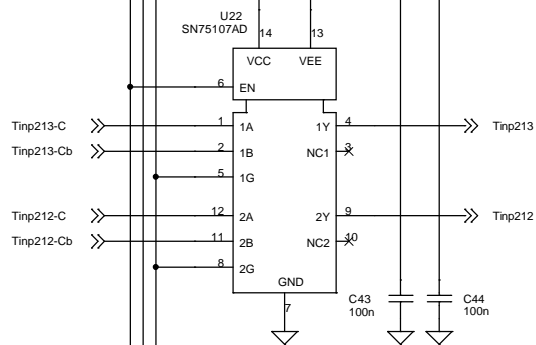 U22
SN75107AD
14
13
VCC
VEE
6
EN
Tinp213-C
1
1A
1Y
4
Tinp213
Tinp213-Cb
2
1B
NC1
3
5
1G
Tinp212-C
12
2A
2Y
9
Tinp212
Tinp212-Cb
11
2B
NC2
10
8
2G
GND
7
C43
100n
C44
100n